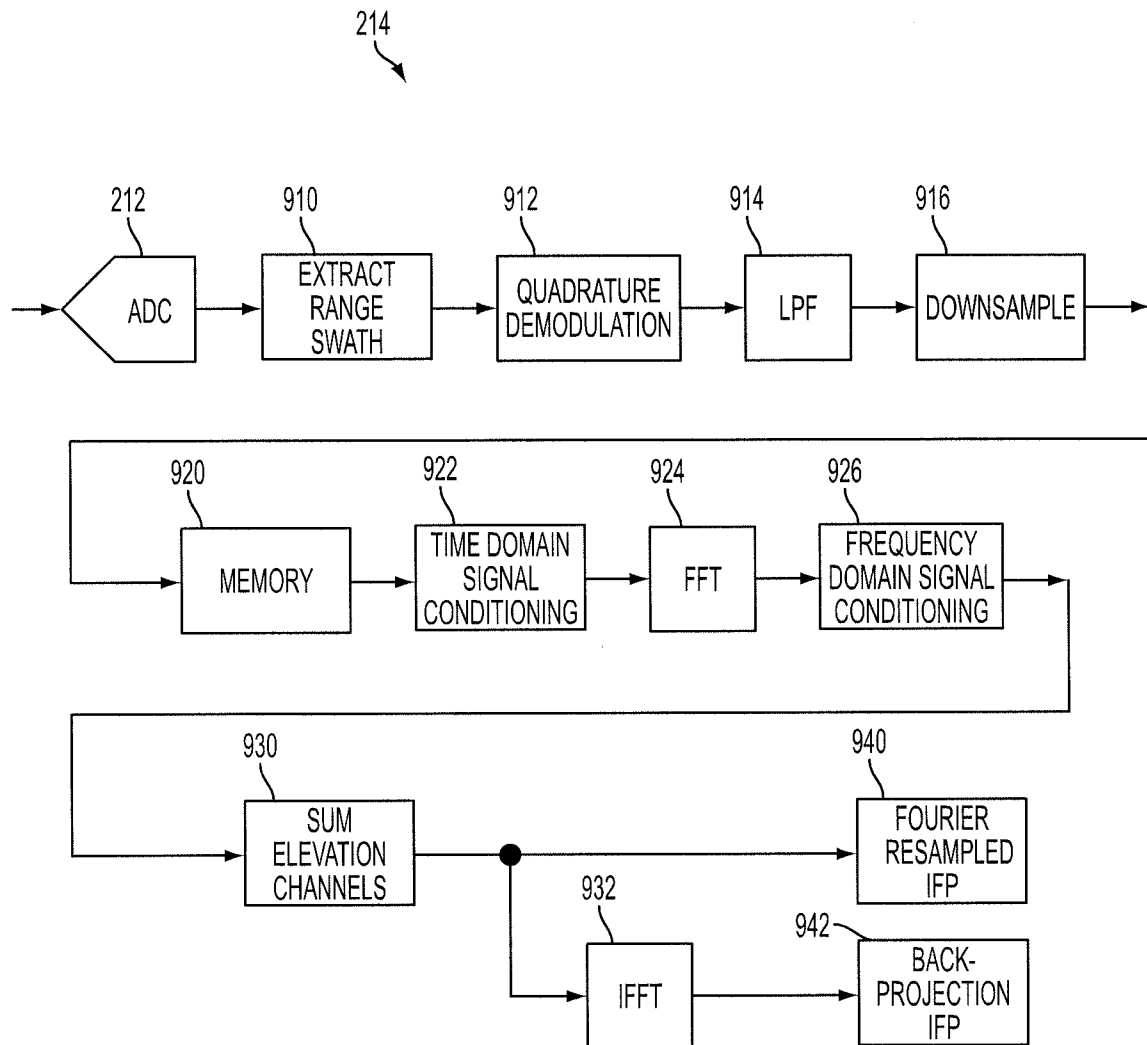 214
212
910
912
914
916
ADC
EXTRACT
RANGE
SWATH
QUADRATURE
DEMODULATION
LPF
DOWNSAMPLE
920
922
924
926
MEMORY
TIME DOMAIN
SIGNAL
CONDITIONING
FFT
FREQUENCY
DOMAIN SIGNAL
CONDITIONING
930
940
SUM
ELEVATION
CHANNELS
FOURIER
RESAMPLED
IFP
932
942
IFFT
BACK-
PROJECTION
IFP